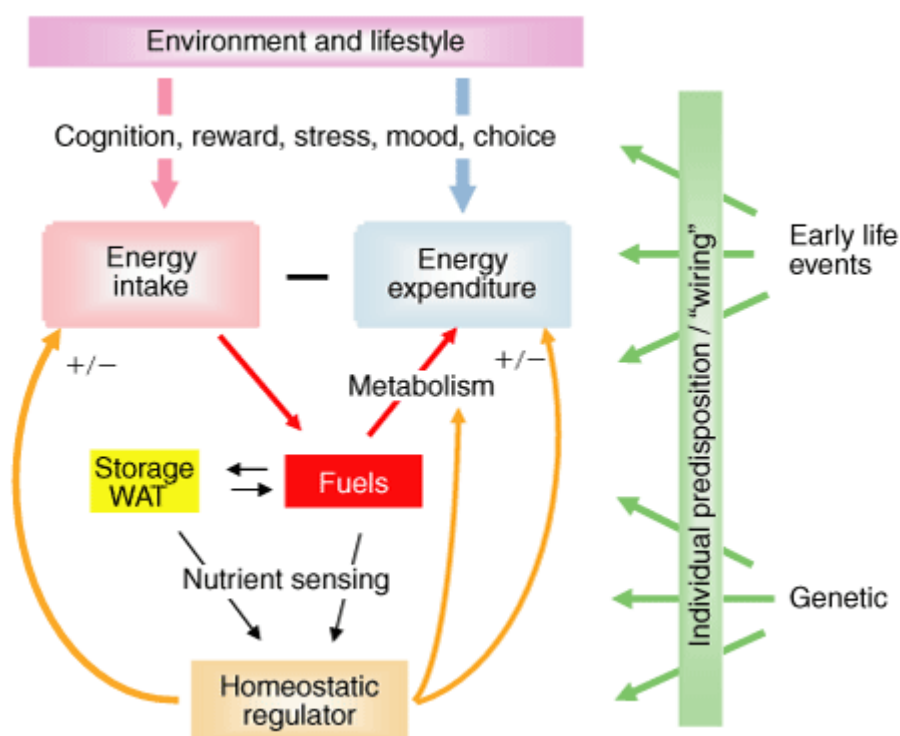 Environment and lifestyle
Cognition, reward, stress, mood, choice
Energy
intake
−
Energy
expenditure
+/−
+/−
Metabolism
Storage
WAT
Fuels
Nutrient sensing
Homeostatic
regulator
Individual predisposition / “wiring”
Early life
events
Genetic